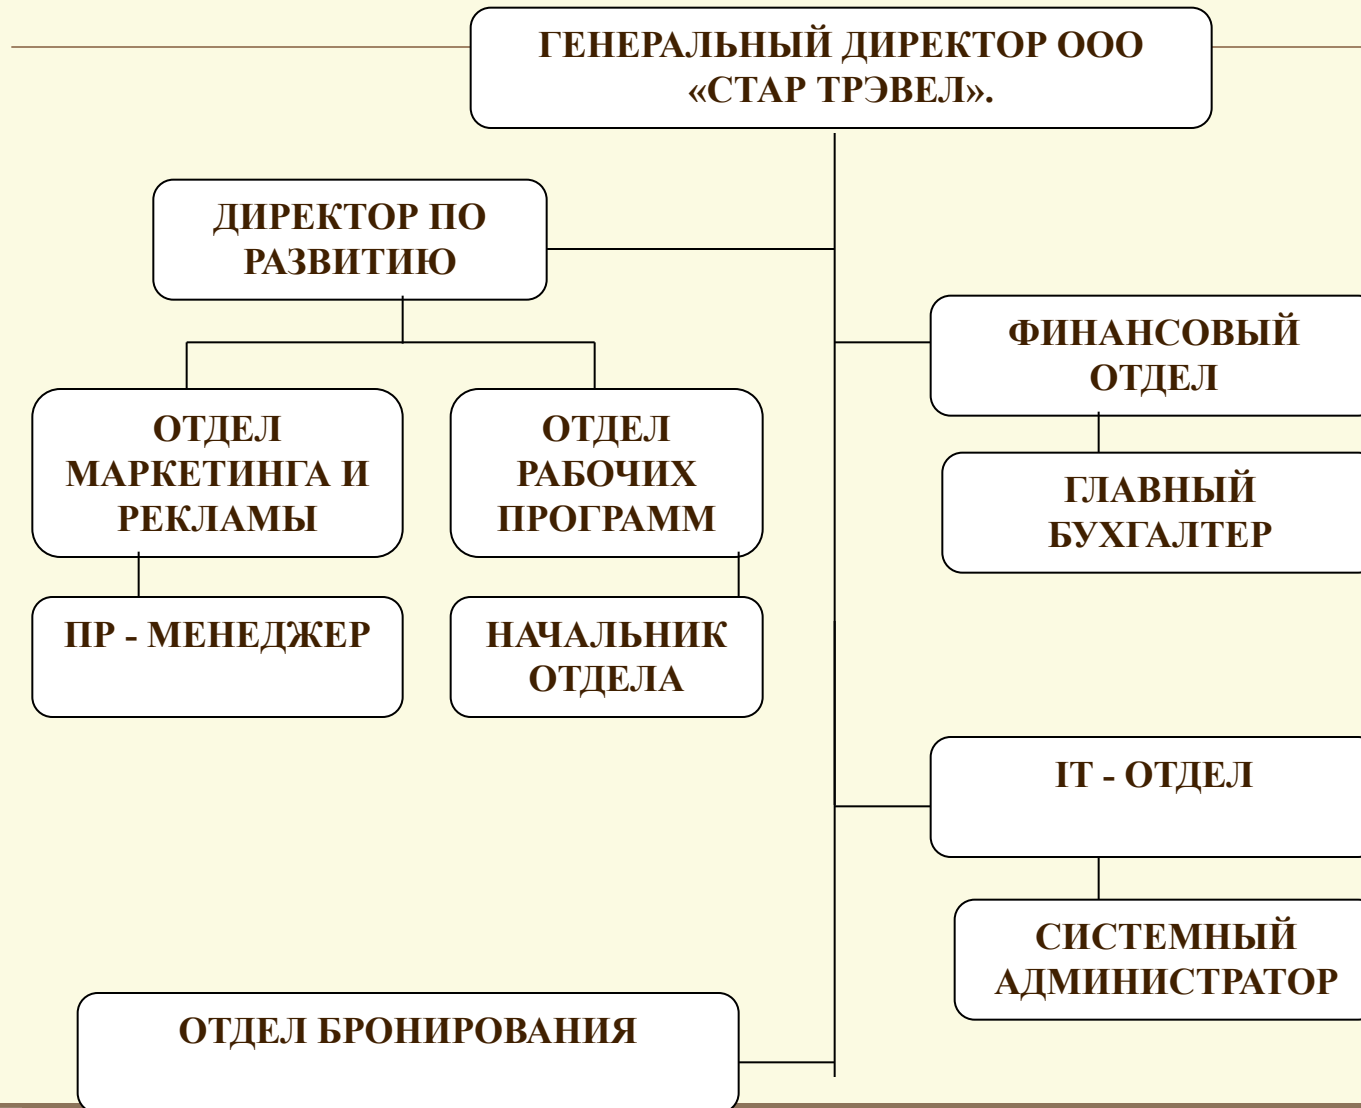 ГЕНЕРАЛЬНЫЙ ДИРЕКТОР ООО
«СТАР ТРЭВЕЛ».
ДИРЕКТОР ПО
РАЗВИТИЮ
ФИНАНСОВЫЙ
ОТДЕЛ
ОТДЕЛ
МАРКЕТИНГА И
РЕКЛАМЫ
ОТДЕЛ
РАБОЧИХ
ПРОГРАММ
ГЛАВНЫЙ
БУХГАЛТЕР
ПР - МЕНЕДЖЕР
НАЧАЛЬНИК
ОТДЕЛА
IT - ОТДЕЛ
СИСТЕМНЫЙ
АДМИНИСТРАТОР
ОТДЕЛ БРОНИРОВАНИЯ